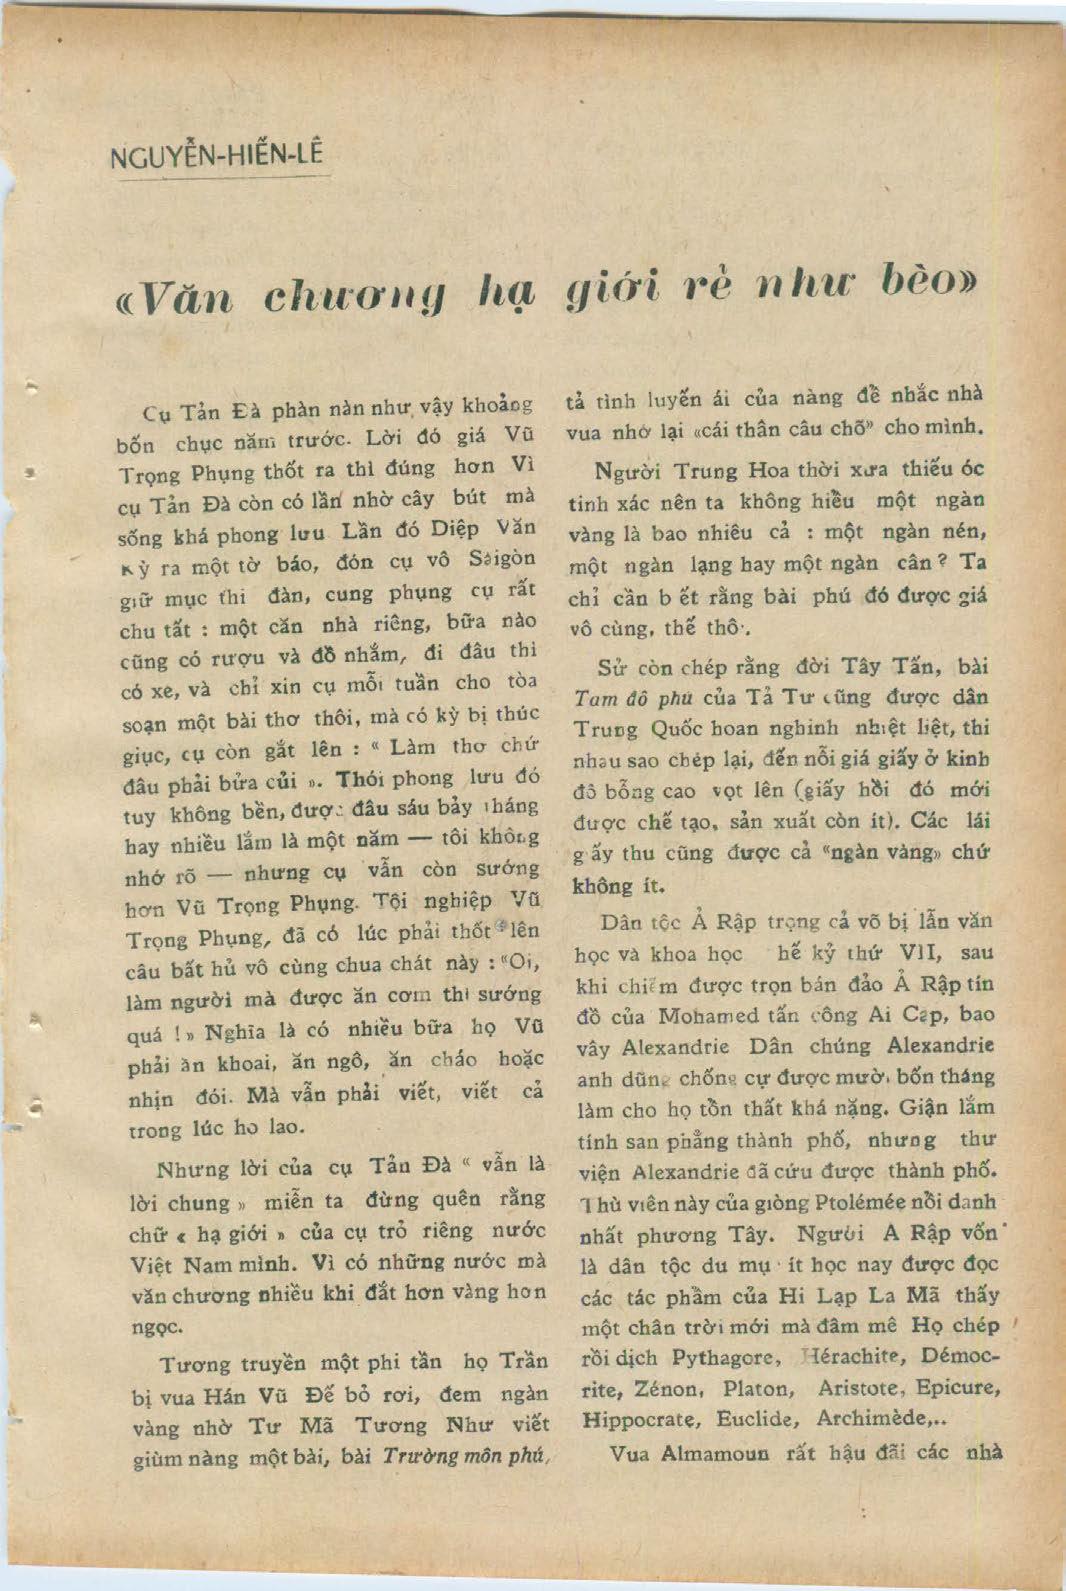 NGUYỄN-HIẾN-LÊ
«Văn chương hạ giới rẻ như bèo»
Cụ Tản Đà phàn nàn như vậy khoảng
bốn chục năm trước. Lời đó giá Vũ
Trọng Phụng thốt ra thì đúng hơn Vì
cụ Tản Đà còn có lần nhờ cây bút mà
sống khá phong lưu Lần đó Diệp Văn
Kỳ ra một tờ báo, đón cụ vô Sàigòn
giữ mục thi đàn, cung phụng cụ rất
chu tất : một căn nhà riêng, bữa nào
cũng có rượu và đồ nhắm, đi đâu thì
có xe, và chỉ xin cụ mỗi tuần cho tòa
soạn một bài thơ thôi, mà có kỳ bị thúc
giục, cụ còn gắt lên : « Làm thơ chứ
đâu phải bửa củi ». Thói phong lưu đó
tuy không bền, được đâu sáu bảy tháng
hay nhiều lắm là một năm — tôi không
nhớ rõ — nhưng cụ vẫn còn sướng
hơn Vũ Trọng Phụng. Tội nghiệp Vũ
Trọng Phụng, đã có lúc phải thốt lên
câu bất hủ vô cùng chua chát này : «Ơi,
làm người mà được ăn cơm thì sướng
quá !» Nghĩa là có nhiều bữa họ Vũ
phải ăn khoai, ăn ngô, ăn cháo hoặc
nhịn đói. Mà vẫn phải viết, viết cả
trong lúc ho lao.
Nhưng lời của cụ Tản Đà « vẫn là
lời chung » miễn ta đừng quên rằng
chữ « hạ giới » của cụ trỏ riêng nước
Việt Nam mình. Vì có những nước mà
văn chương nhiều khi đắt hơn vàng hơn
ngọc.
Tương truyền một phi tần họ Trần
bị vua Hán Vũ Đế bỏ rơi, đem ngàn
vàng nhờ Tư Mã Tương Như viết
giùm nàng một bài, bài Trường môn phú,
tả tình luyến ái của nàng để nhắc nhà
vua nhớ lại «cái thân câu chõ» cho mình.
Người Trung Hoa thời xưa thiếu óc
tinh xác nên ta không hiểu một ngàn
vàng là bao nhiêu cả : một ngàn nén,
một ngàn lạng hay một ngàn cân ? Ta
chỉ cần b ết rằng bài phú đó được giá
vô cùng, thế thô.
Sử còn chép rằng đời Tây Tấn, bài
Tam đô phú của Tả Tư cũng được dân
Trung Quốc hoan nghinh nhiệt liệt, thi
nhau sao chép lại, đến nỗi giá giấy ở kinh
đô bỗng cao vọt lên (giấy hồi đó mới
được chế tạo, sản xuất còn ít). Các lái
g ấy thu cũng được cả «ngàn vàng» chứ
không ít.
Dân tộc Ả Rập trọng cả võ bị lẫn văn
học và khoa học hế kỷ thứ VII, sau
khi chiếm được trọn bán đảo Ả Rập tín
đồ của Mohamed tấn công Ai Cập, bao
vây Alexandrie Dân chúng Alexandrie
anh dũng chống cự được mười bốn tháng
làm cho họ tổn thất khá nặng. Giận lắm
tính san phẳng thành phố, nhưng thư
viện Alexandrie đã cứu được thành phố.
Thù viên này của giòng Ptolémée nổi danh
nhất phương Tây. Người A Rập vốn
là dân tộc du mụ ít học nay được đọc
các tác phẩm của Hi Lạp La Mã thấy
một chân trời mới mà đâm mê Họ chép
rồi dịch Pythagore, Hérachite, Démoc-
rite, Zénon, Platon, Aristote, Epicure,
Hippocrate, Euclide, Archimède,..
Vua Almamoun rất hậu đãi các nhà